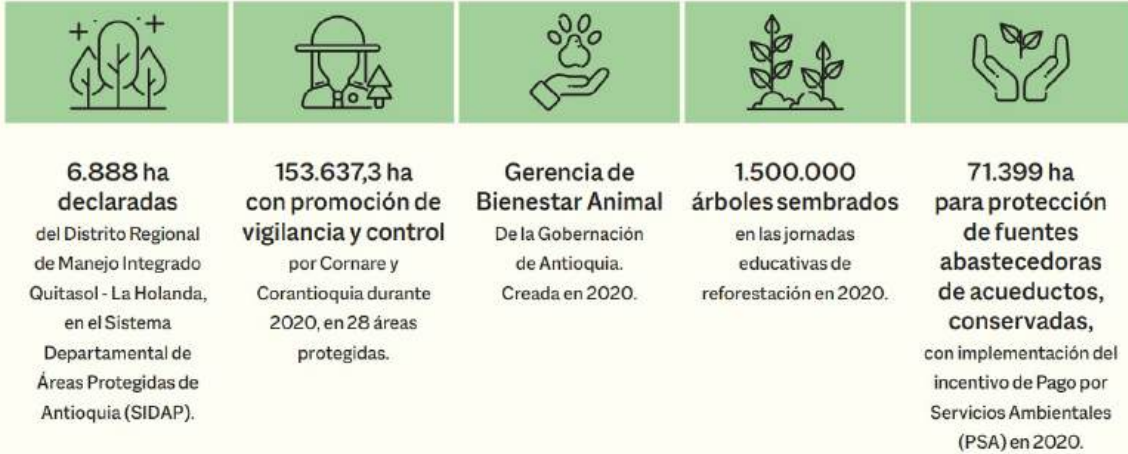 6.888 ha
declaradas
del Distrito Regional
de Manejo Integrado
Quitasol - La Holanda,
en el Sistema
Departamental de
Áreas Protegidas de
Antioquia (SIDAP).
153.637,3 ha
con promoción de
vigilancia y control
por Cornare y
Corantioquia durante
2020, en 28 áreas
protegidas.
Gerencia de
Bienestar Animal
De la Gobernación
de Antioquia.
Creada en 2020.
1.500.000
árboles sembrados
en las jornadas
educativas de
reforestación en 2020.
71.399 ha
para protección
de fuentes
abastecedoras
de acueductos,
conservadas,
con implementación del
incentivo de Pago por
Servicios Ambientales
(PSA) en 2020.